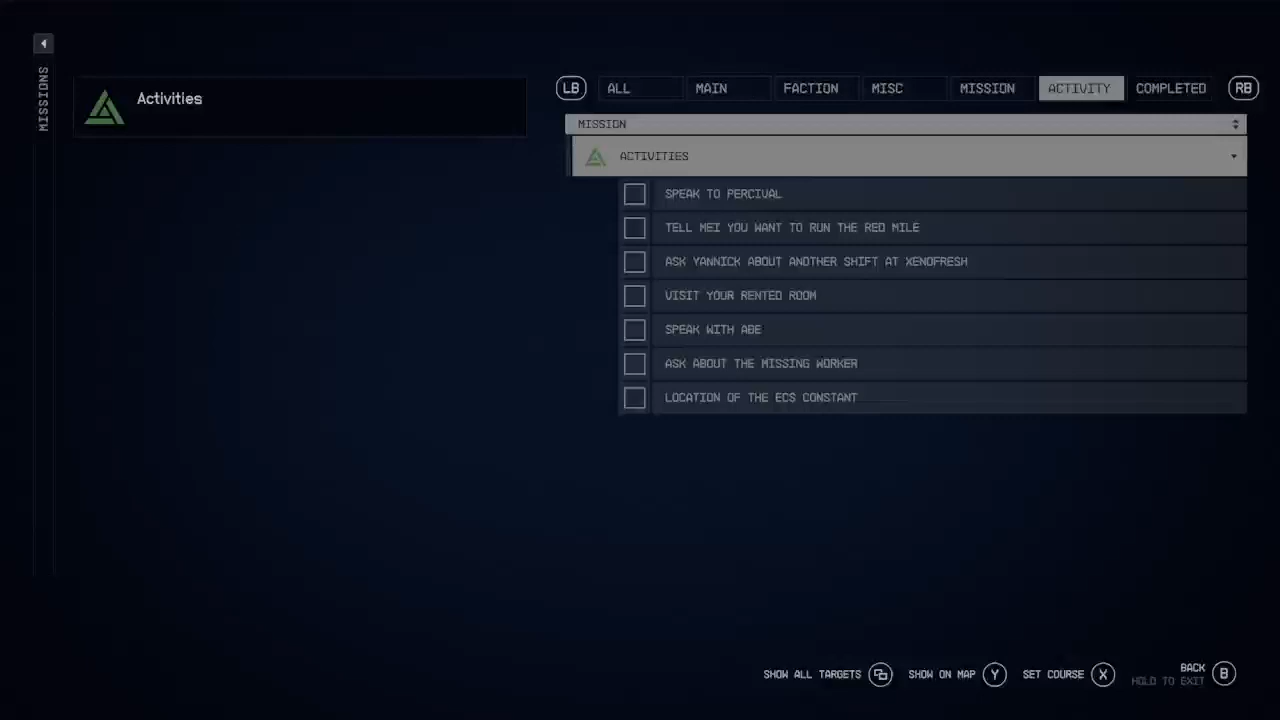 MISSIONS
Activities
LB ALL MAIN FACTION MISC MISSION ACTIVITY COMPLETED RB
MISSION
ACTIVITIES
SPEAK TO PERCIVAL
TELL MEI YOU WANT TO RUN THE RED MILE
ASK YANNICK ABOUT ANOTHER SHIFT AT XENOFRESH
VISIT YOUR RENTED ROOM
SPEAK WITH ABE
ASK ABOUT THE MISSING WORKER
LOCATION OF THE ECS CONSTANT
SHOW ALL TARGETS SHOW ON MAP Y SET COURSE X BACK B
HOLD TO EXIT